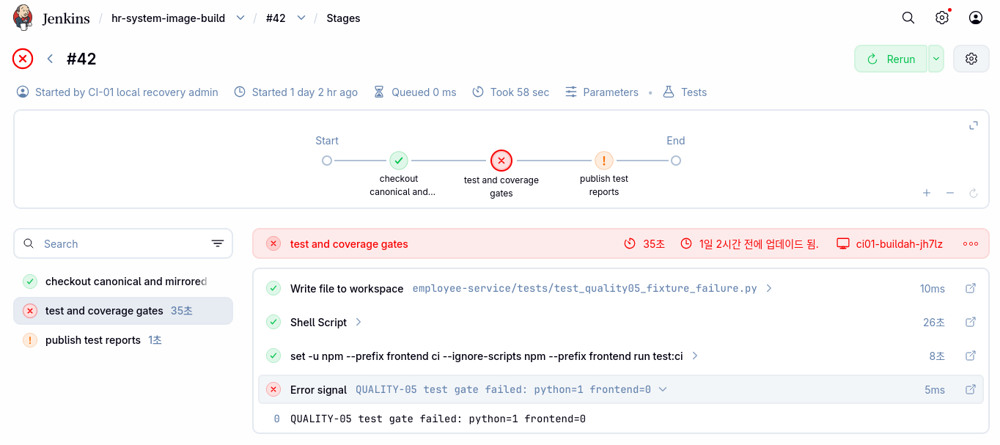 Jenkins / hr-system-image-build / #42 / Stages
#42
Rerun
Started by CI-01 local recovery admin Started 1 day 2 hr ago Queued 0 ms Took 58 sec Parameters • Tests
Start End
checkout canonical and...
test and coverage gates
publish test reports
Search
checkout canonical and mirrored
test and coverage gates 35초
publish test reports 1초
test and coverage gates 35초 1일 2시간 전에 업데이트 됨. ci01-buildah-jh7lz
Write file to workspace employee-service/tests/test_quality05_fixture_failure.py 10ms
Shell Script 26초
set -u npm --prefix frontend ci --ignore-scripts npm --prefix frontend run test:ci 8초
Error signal QUALITY-05 test gate failed: python=1 frontend=0 5ms
0 QUALITY-05 test gate failed: python=1 frontend=0